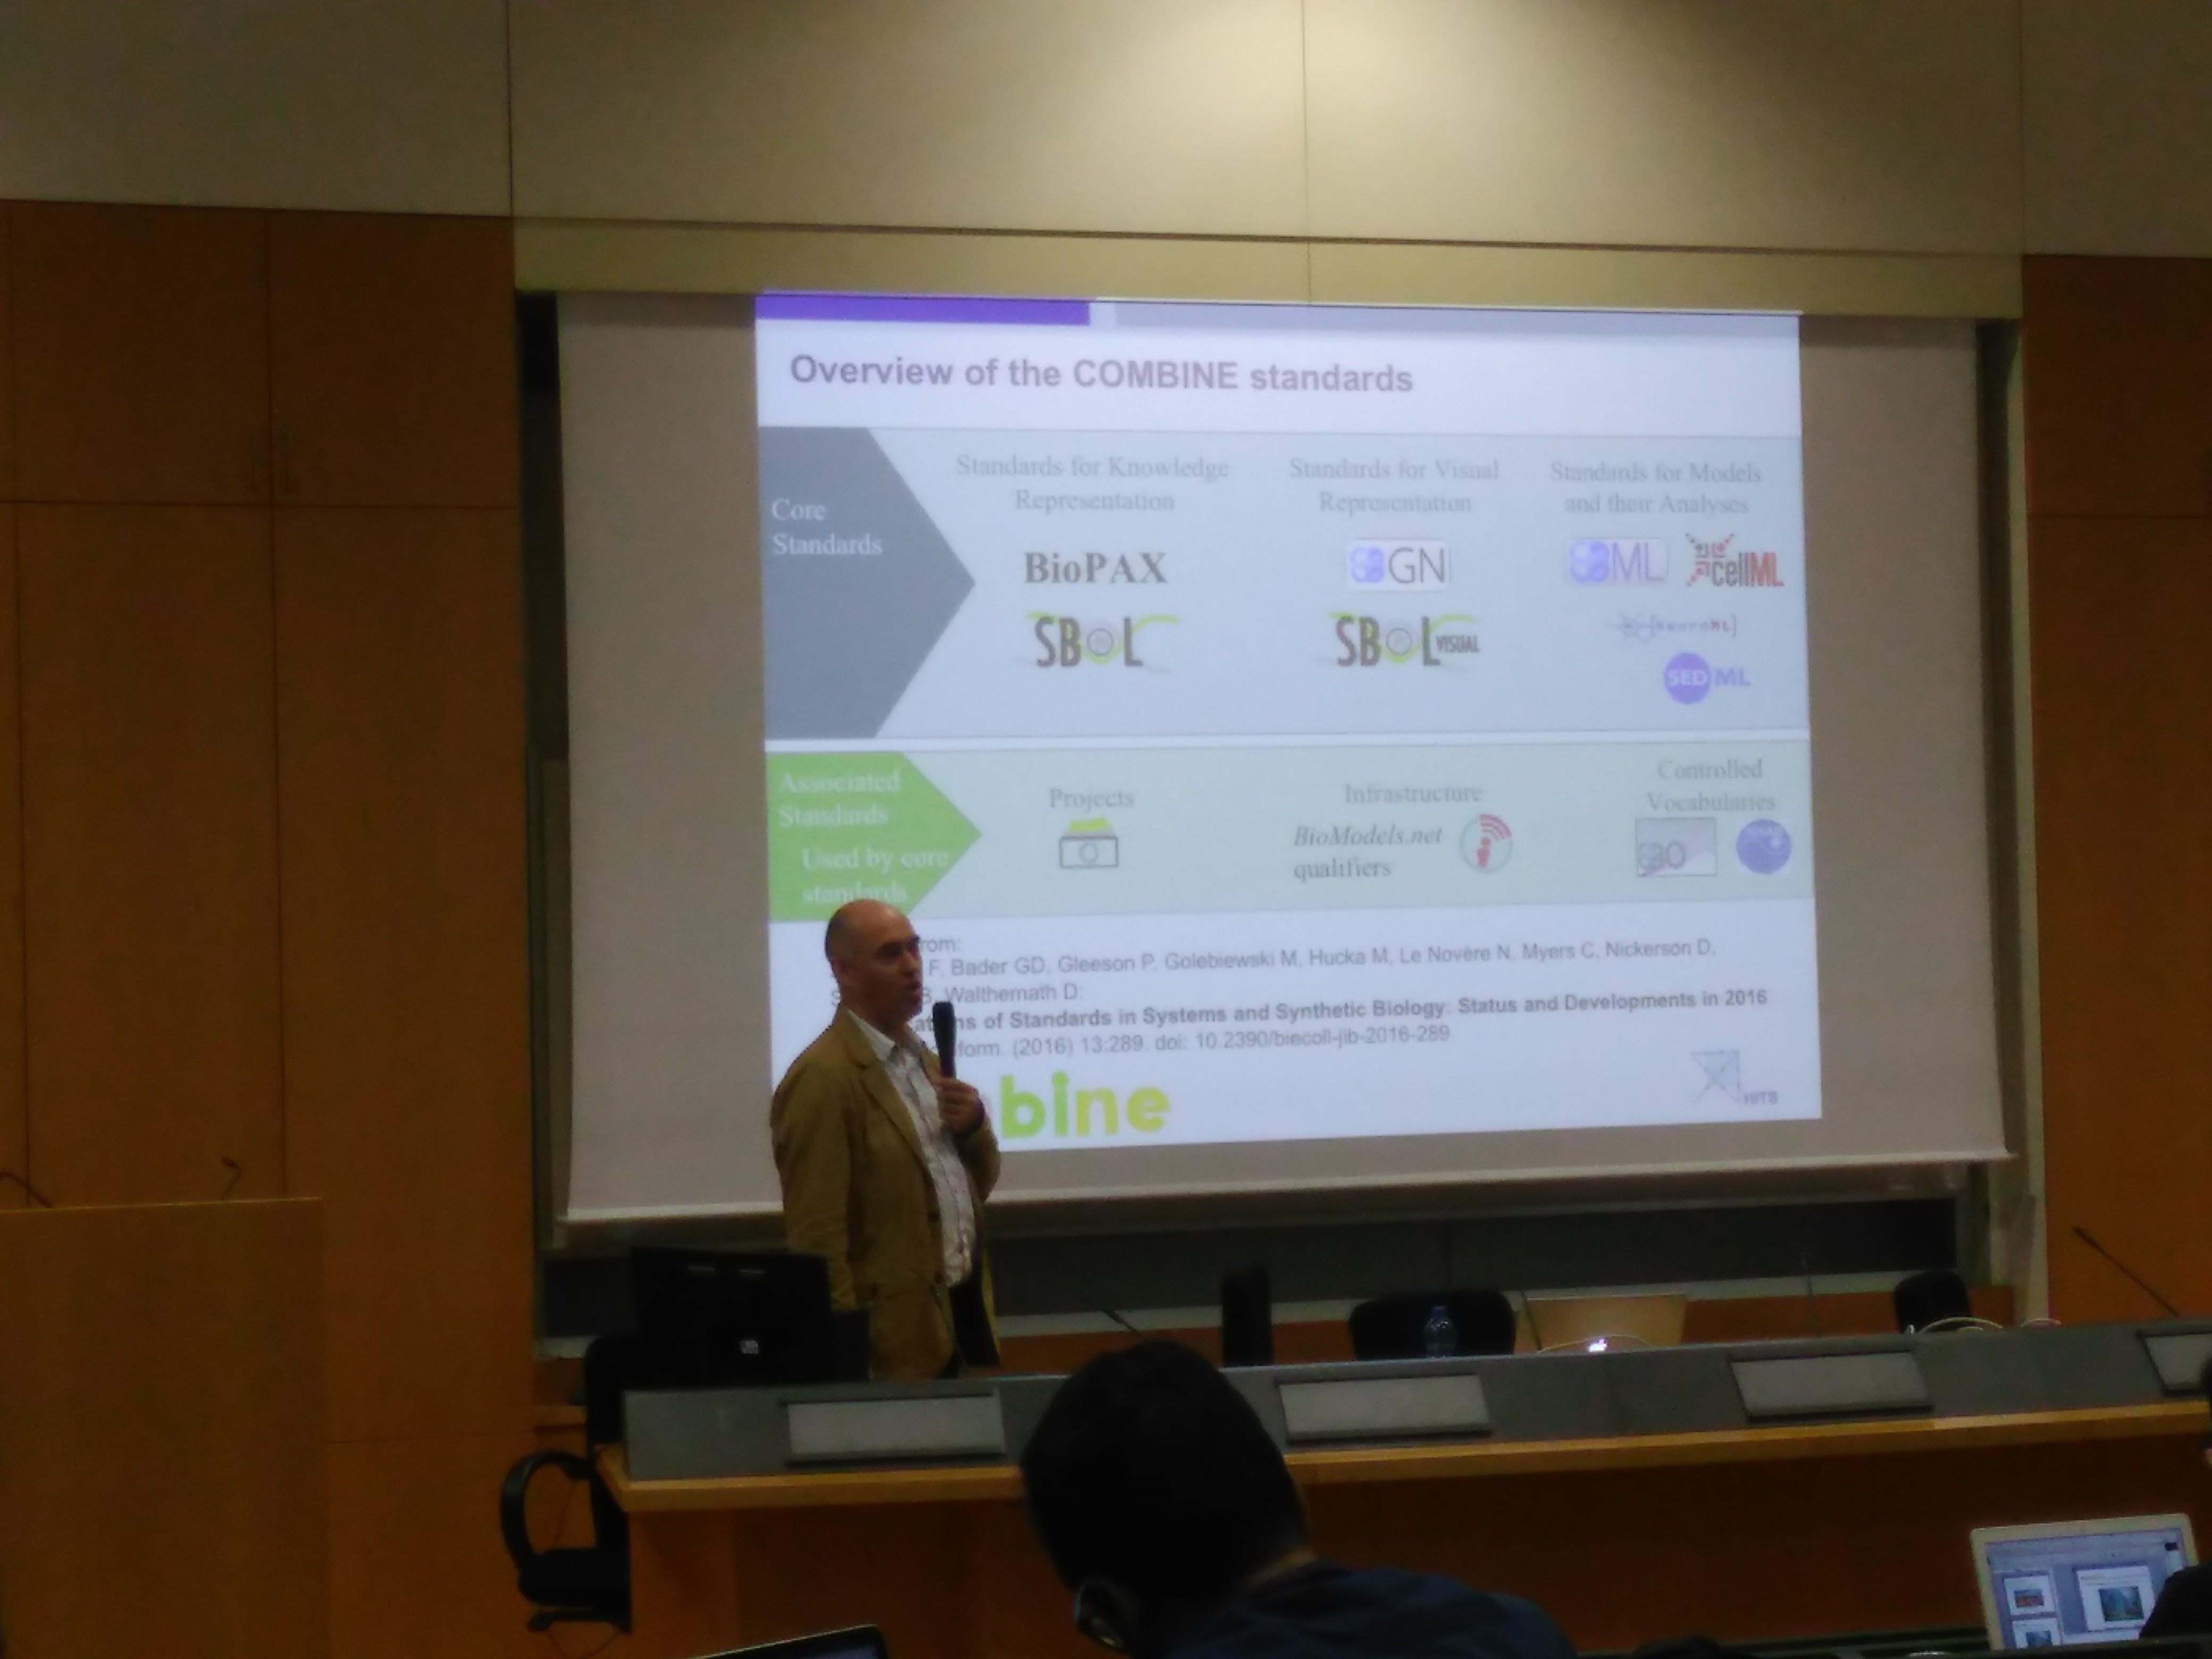 Overview of the COMBINE standards
Core
Standards
Standards for Knowledge
Representation
BioPAX
SBOL
Standards for Visual
Representation
GN
SBOL VISUAL
Standards for Models
and their Analyses
ML
cellML
[neuroML]
SED ML
Associated
Standards
Used by core
standards
Projects
Infrastructure
BioModels.net
qualifiers
Controlled
Vocabularies
rom:
F, Bader GD, Gleeson P, Golebiewski M, Hucka M, Le Novère N, Myers C, Nickerson D,
B, Walthemath D:
of Standards in Systems and Synthetic Biology: Status and Developments in 2016
form. (2016) 13:289. doi: 10.2390/biecoll-jib-2016-289
bine
HITS